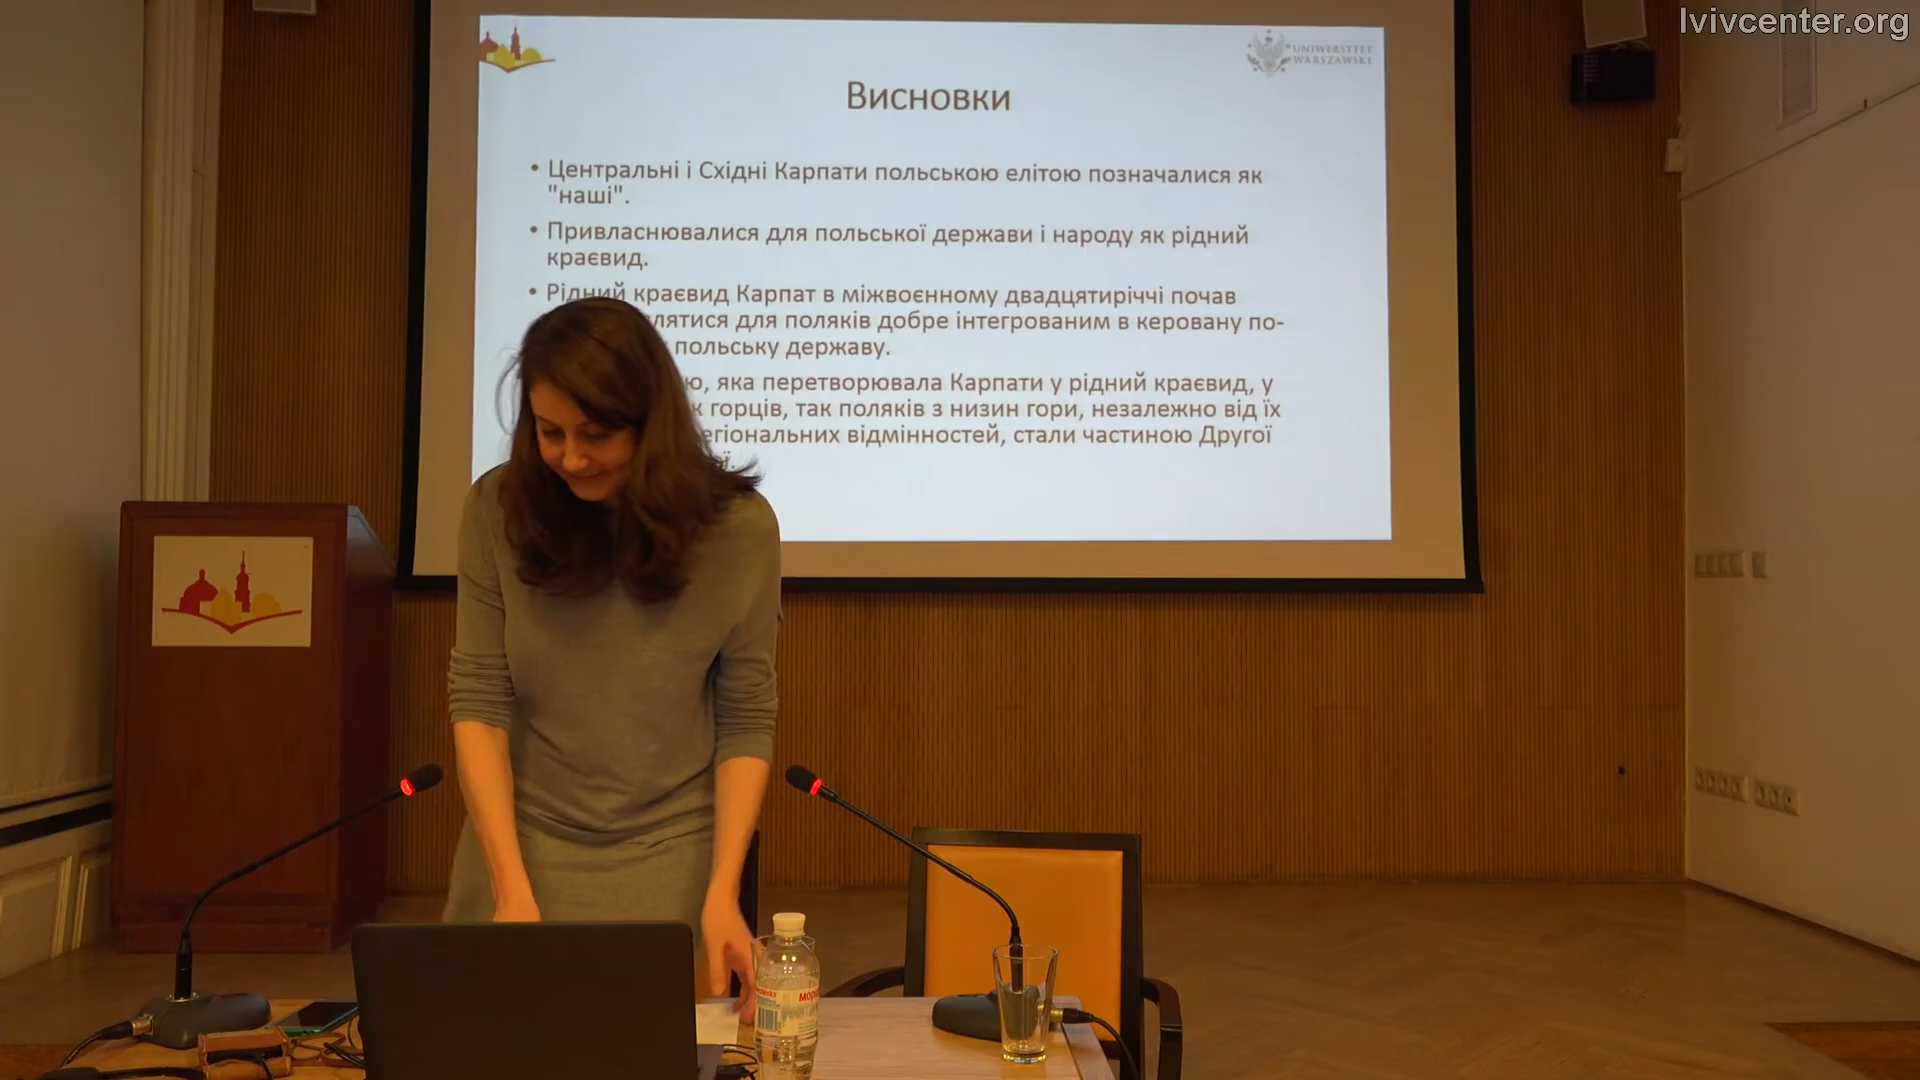 lvivcenter.org
UNIWERSYTET
WARSZAWSKI
Висновки
• Центральні і Східні Карпати польською елітою позначалися як
"наші".
• Привласнювалися для польської держави і народу як рідний
краєвид.
• Рідний краєвид Карпат в міжвоєнному двадцятиріччі почав
лятися для поляків добре інтегрованим в керовану по-
польську державу.
ю, яка перетворювала Карпати у рідний краєвид, у
к горців, так поляків з низин гори, незалежно від їх
егіональних відмінностей, стали частиною Другої